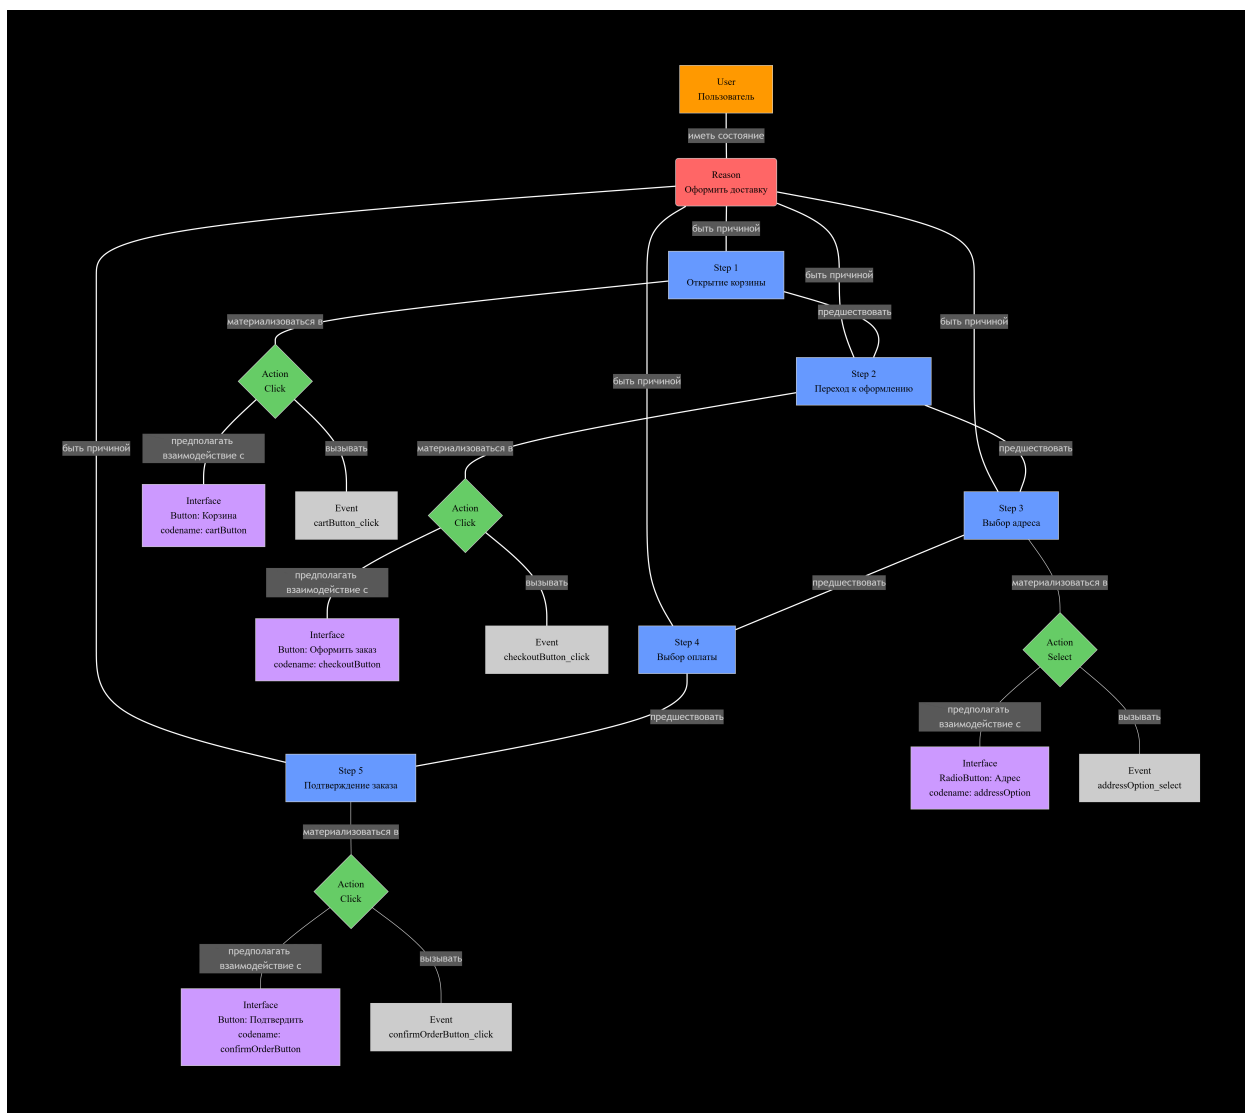 User
Пользователь
иметь состояние
Reason
Оформить доставку
быть причиной
Step 1
Открытие корзины
быть причиной
предшествовать
материализоваться в
быть причиной
Action
Click
Step 2
Переход к оформлению
быть причиной
быть причиной
предполагать
взаимодействие с
вызывать
материализоваться в
предшествовать
Interface
Button: Корзина
codename: cartButton
Event
cartButton_click
Action
Click
Step 3
Выбор адреса
предполагать
взаимодействие с
вызывать
предшествовать
материализоваться в
Interface
Button: Оформить заказ
codename: checkoutButton
Event
checkoutButton_click
Step 4
Выбор оплаты
Action
Select
предшествовать
предполагать
взаимодействие с
вызывать
Step 5
Подтверждение заказа
Interface
RadioButton: Адрес
codename: addressOption
Event
addressOption_select
материализоваться в
Action
Click
предполагать
взаимодействие с
вызывать
Interface
Button: Подтвердить
codename:
confirmOrderButton
Event
confirmOrderButton_click